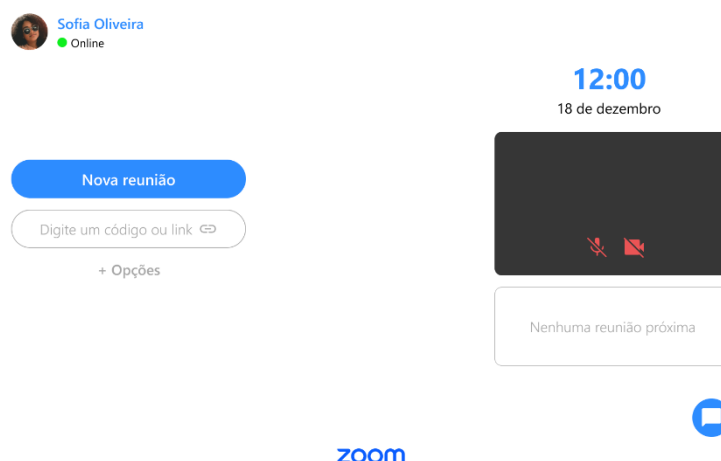 Sofia Oliveira
Online
12:00
18 de dezembro
Nova reunião
Digite um código ou link
+ Opções
Nenhuma reunião próxima
zoom